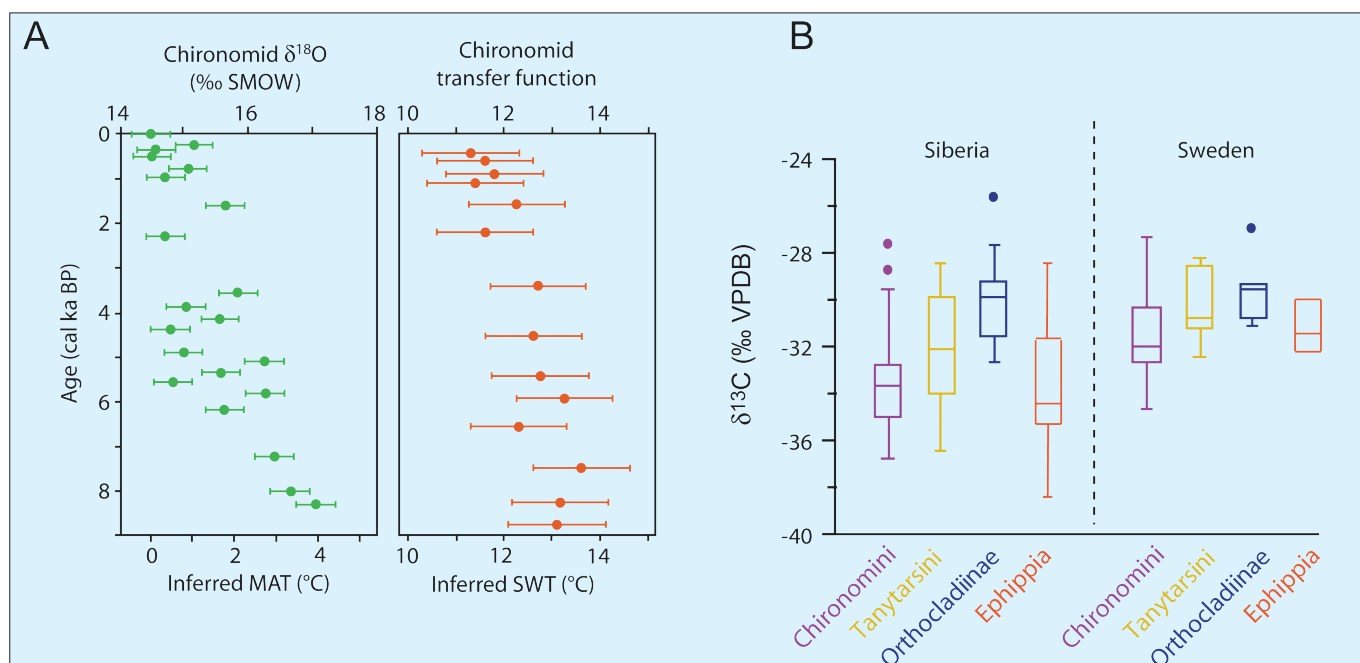 A
Chironomid δ18O
(‰ SMOW)
14 16 18
Chironomid
transfer function
10 12 14
Age (cal ka BP)
0
2
4
6
8
0 2 4
Inferred MAT (°C)
10 12 14
Inferred SWT (°C)
B
Siberia Sweden
δ13C (‰ VPDB)
-24
-28
-32
-36
-40
Chironomini
Tanytarsini
Orthocladiinae
Ephippia
Chironomini
Tanytarsini
Orthocladiinae
Ephippia